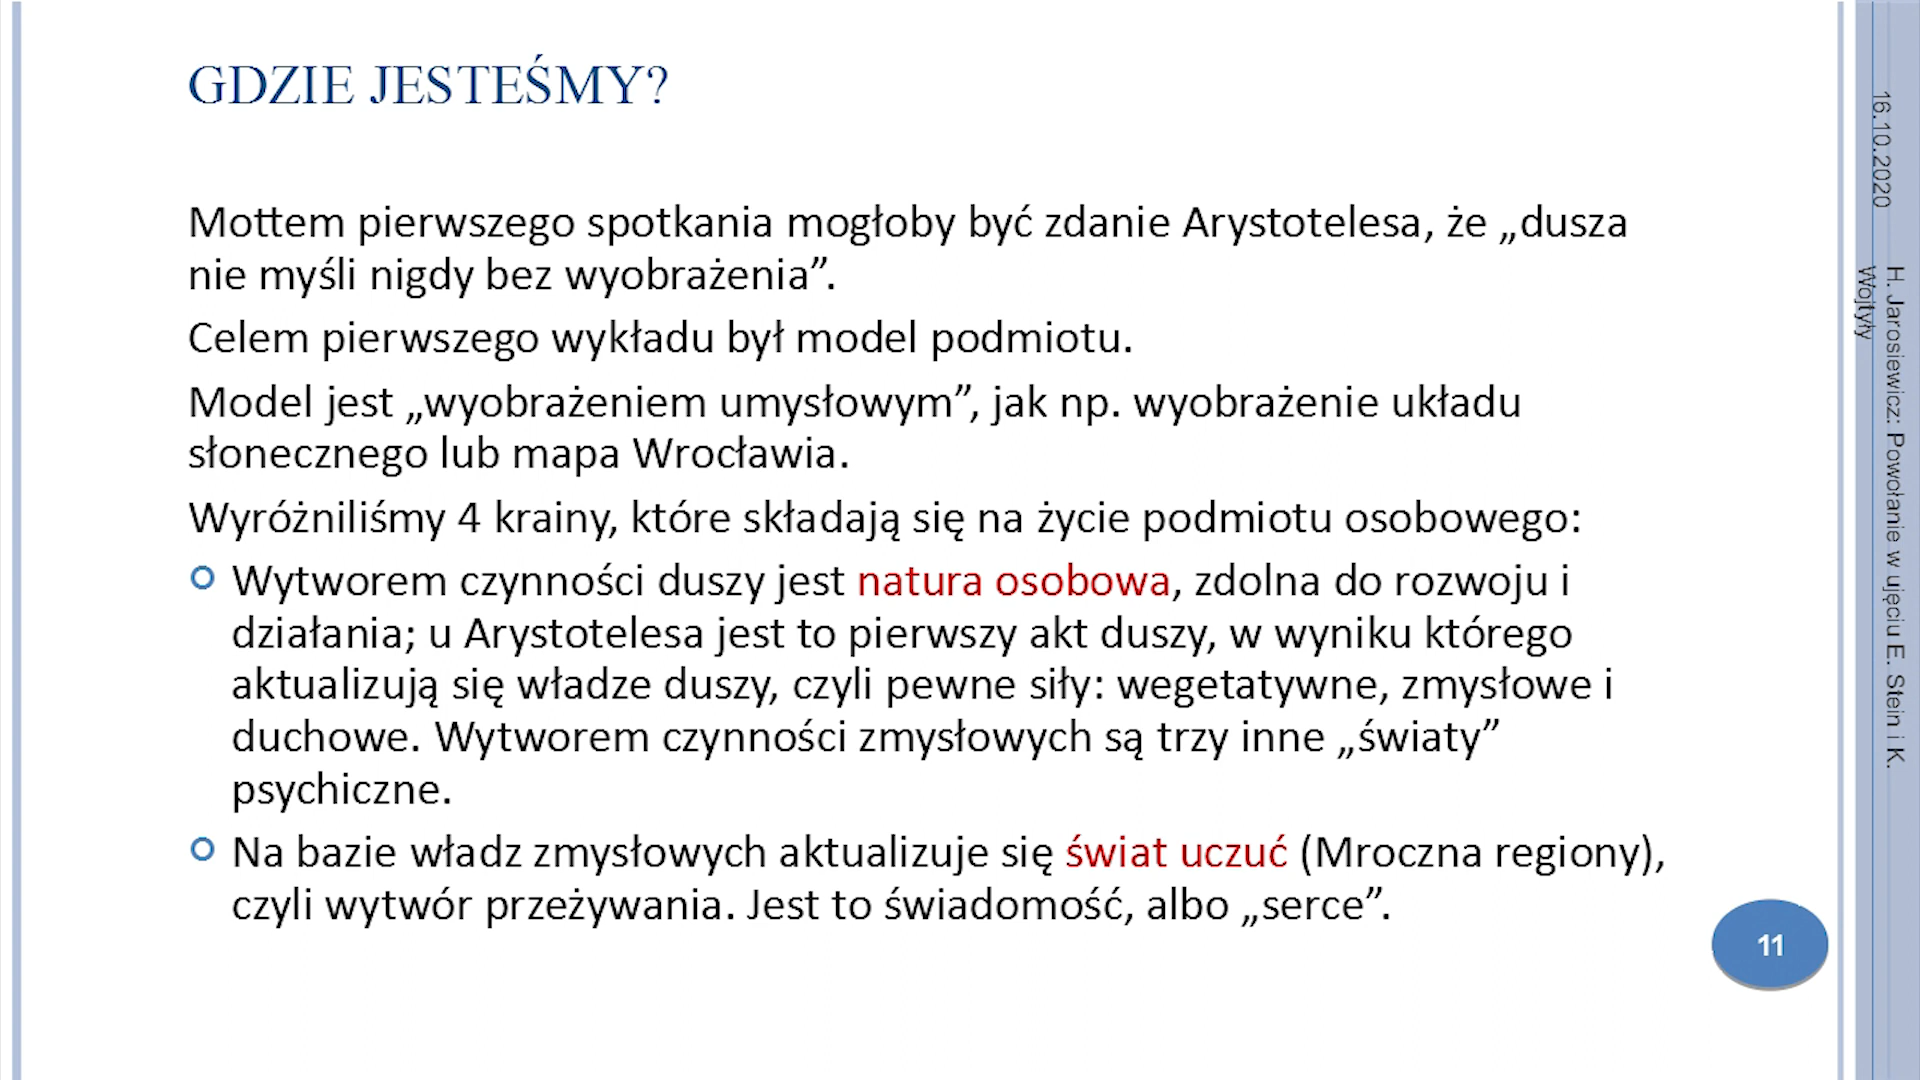 GDZIE JESTEŚMY?
Mottem pierwszego spotkania mogłoby być zdanie Arystotelesa, że „dusza
nie myśli nigdy bez wyobrażenia”.
Celem pierwszego wykładu był model podmiotu.
Model jest „wyobrażeniem umysłowym”, jak np. wyobrażenie układu
słonecznego lub mapa Wrocławia.
Wyróżniliśmy 4 krainy, które składają się na życie podmiotu osobowego:
Wytworem czynności duszy jest natura osobowa, zdolna do rozwoju i
działania; u Arystotelesa jest to pierwszy akt duszy, w wyniku którego
aktualizują się władze duszy, czyli pewne siły: wegetatywne, zmysłowe i
duchowe. Wytworem czynności zmysłowych są trzy inne „światy”
psychiczne.
Na bazie władz zmysłowych aktualizuje się świat uczuć (Mroczna regiony),
czyli wytwór przeżywania. Jest to świadomość, albo „serce”.
16.10.2020
H. Jarosiewicz: Powołanie w ujęciu E. Stein i K.
Wojtyły
11